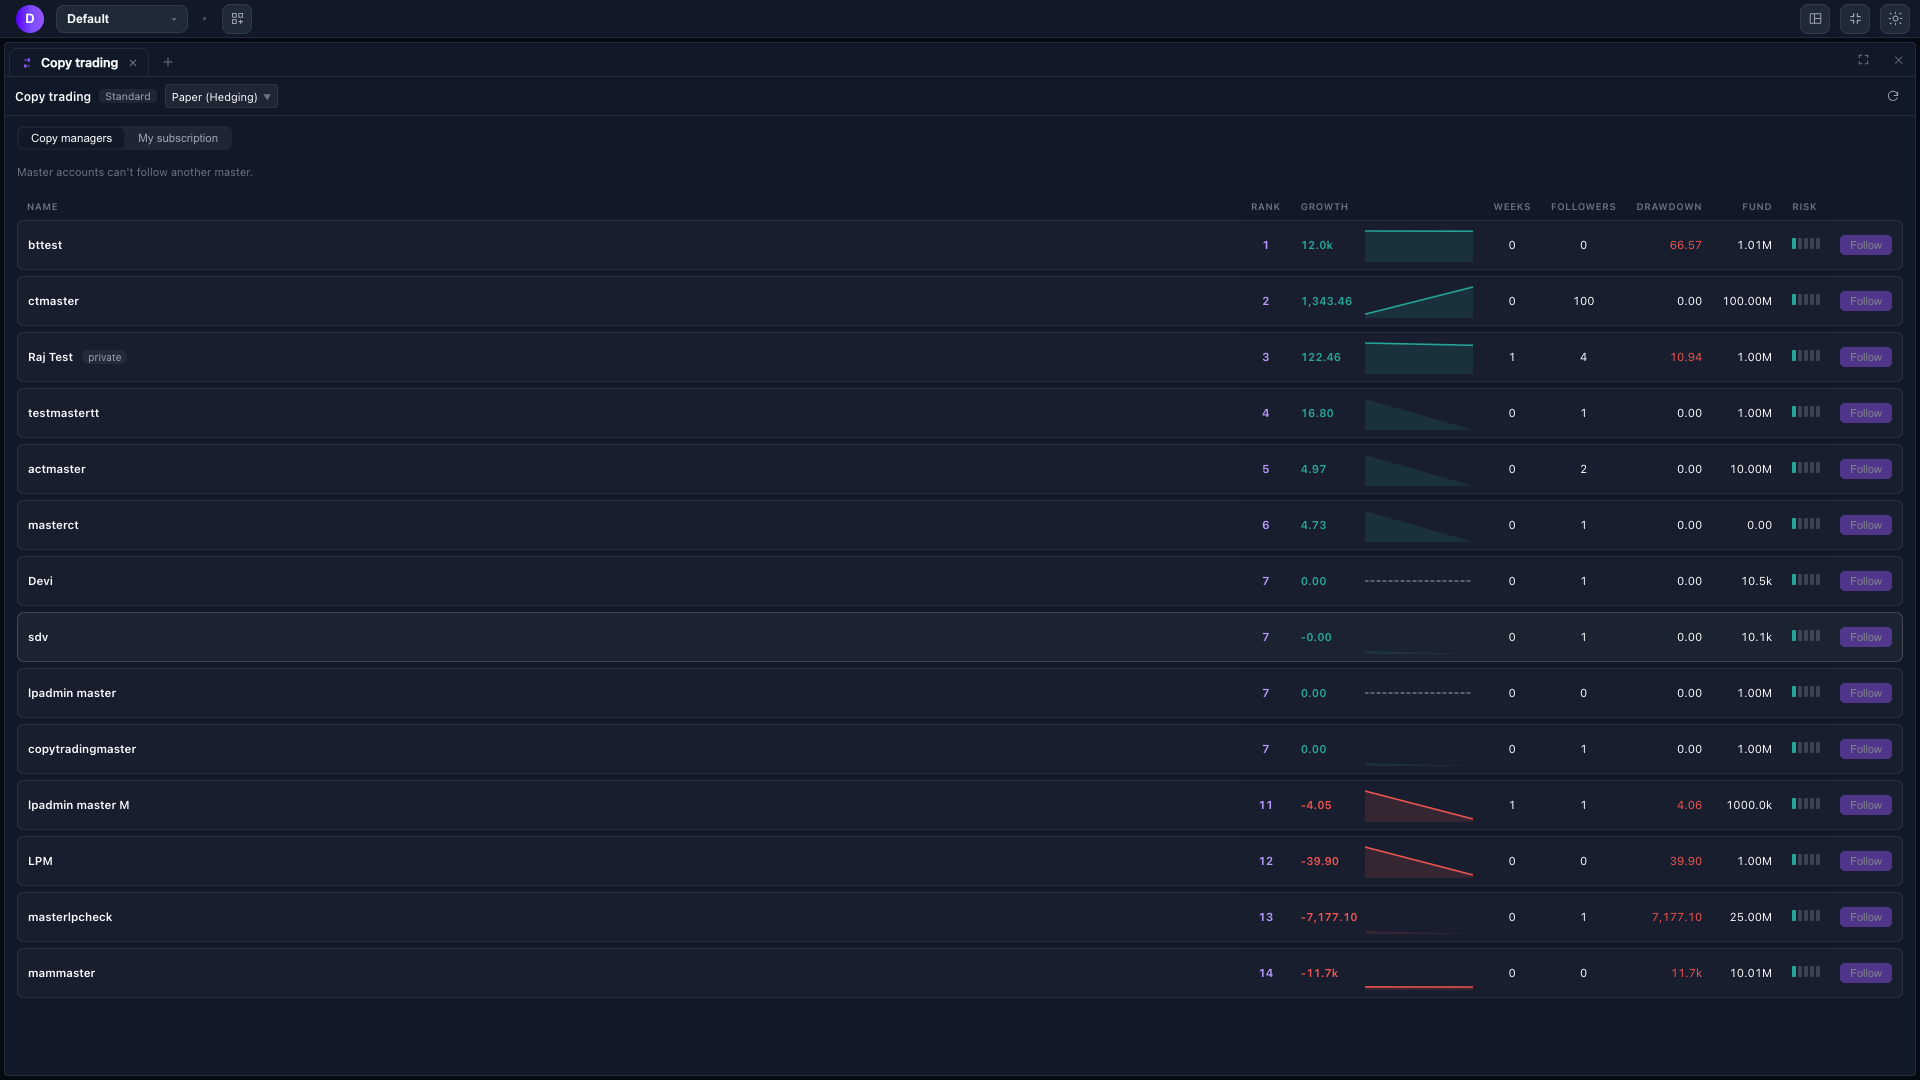 D Default
Copy trading
Copy trading Standard Paper (Hedging)
Copy managers My subscription
Master accounts can't follow another master.
NAME RANK GROWTH WEEKS FOLLOWERS DRAWDOWN FUND RISK
bttest 1 12.0k 0 0 66.57 1.01M Follow
ctmaster 2 1,343.46 0 100 0.00 100.00M Follow
Raj Test private 3 122.46 1 4 10.94 1.00M Follow
testmastertt 4 16.80 0 1 0.00 1.00M Follow
actmaster 5 4.97 0 2 0.00 10.00M Follow
masterct 6 4.73 0 1 0.00 0.00 Follow
Devi 7 0.00 0 1 0.00 10.5k Follow
sdv 7 -0.00 0 1 0.00 10.1k Follow
lpadmin master 7 0.00 0 0 0.00 1.00M Follow
copytradingmaster 7 0.00 0 1 0.00 1.00M Follow
lpadmin master M 11 -4.05 1 1 4.06 1000.0k Follow
LPM 12 -39.90 0 0 39.90 1.00M Follow
masterlpcheck 13 -7,177.10 0 1 7,177.10 25.00M Follow
mammaster 14 -11.7k 0 0 11.7k 10.01M Follow